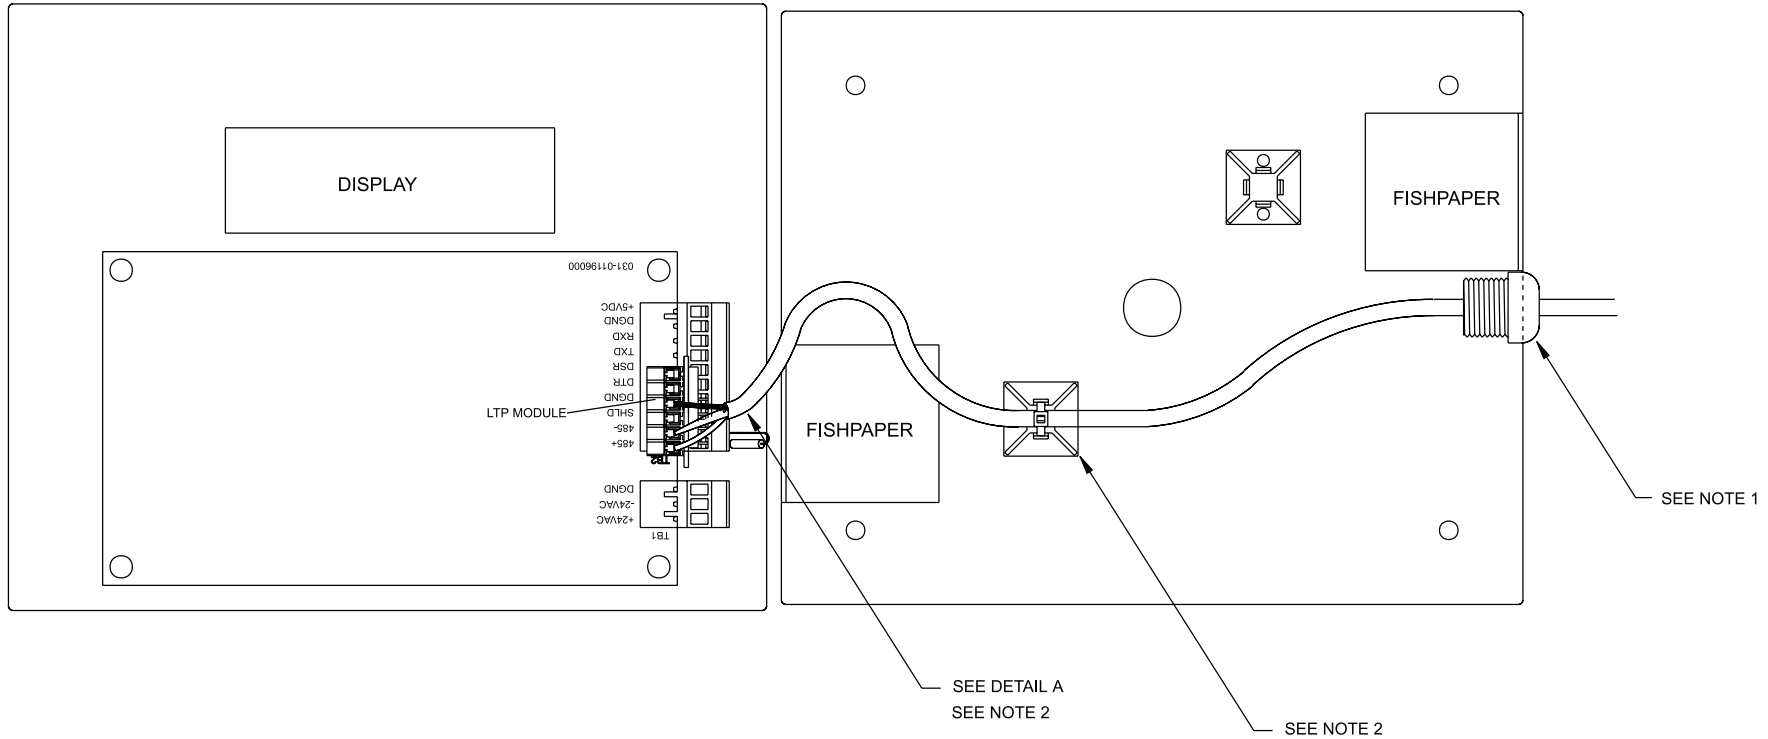 DISPLAY
FISHPAPER
031-01196000
+5VDC
DGND
RXD
TXD
DSR
DTR
DGND
SHLD
485-
485+
LTP MODULE
TB2
FISHPAPER
DGND
-24VAC
+24VAC
TB1
SEE NOTE 1
SEE DETAIL A
SEE NOTE 2
SEE NOTE 2